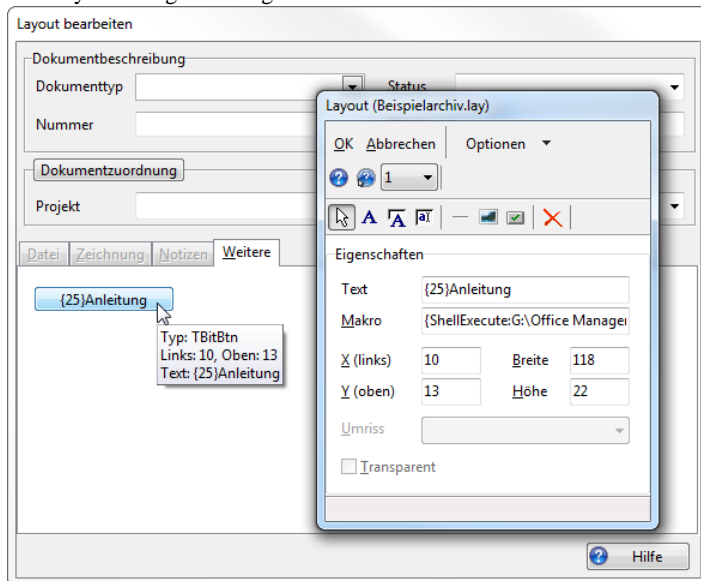 Layout bearbeiten
Dokumentbeschreibung
Dokumenttyp
Status
Nummer
Dokumentzuordnung
Projekt
Datei Zeichnung Notizen Weitere
{25}Anleitung
Typ: TBitBtn
Links: 10, Oben: 13
Text: {25}Anleitung
Layout (Beispielarchiv.lay)
OK Abbrechen Optionen
1
A A aI
Eigenschaften
Text {25}Anleitung
Makro {ShellExecute:G:\Office Manager
X (links) 10 Breite 118
Y (oben) 13 Höhe 22
Umriss
Transparent
Hilfe